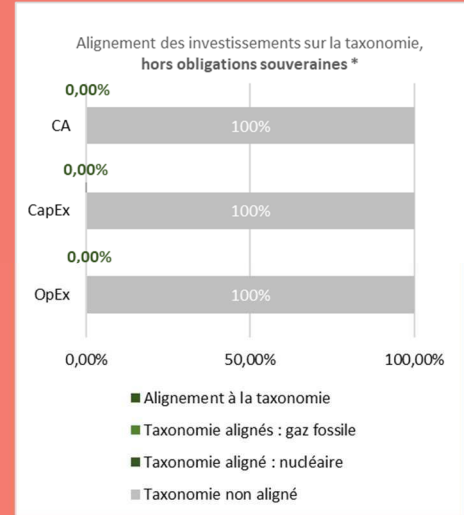 Alignement des investissements sur la taxonomie,
hors obligations souveraines *
0,00%
CA
100%
0,00%
CapEx
100%
0,00%
OpEx
100%
0,00%
50,00%
100,00%
Alignement à la taxonomie
Taxonomie alignés : gaz fossile
Taxonomie aligné : nucléaire
Taxonomie non aligné